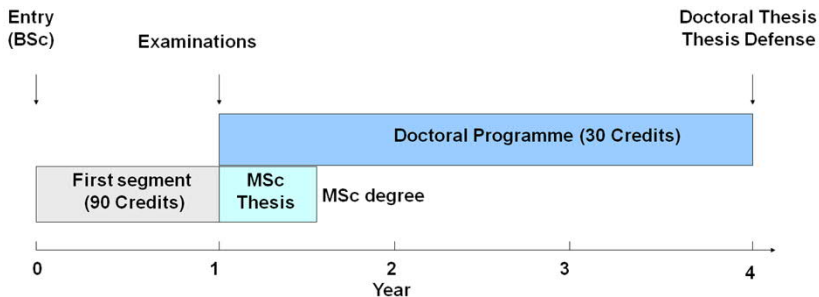 Entry
(BSc)
Examinations
Doctoral Thesis
Thesis Defense
Doctoral Programme (30 Credits)
First segment
(90 Credits)
MSc
Thesis
MSc degree
0
1
2
3
4
Year